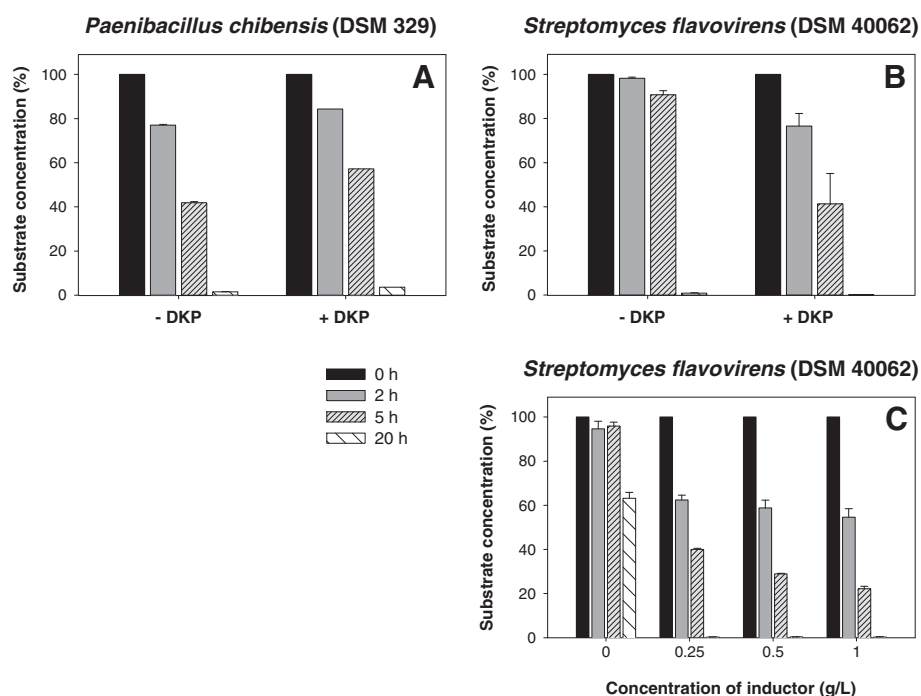 Paenibacillus chibensis (DSM 329)
A
Substrate concentration (%)
100
80
60
40
20
0
- DKP
+ DKP
Streptomyces flavovirens (DSM 40062)
B
Substrate concentration (%)
100
80
60
40
20
0
- DKP
+ DKP
0 h
2 h
5 h
20 h
Streptomyces flavovirens (DSM 40062)
C
Substrate concentration (%)
100
80
60
40
20
0
0
0.25
0.5
1
Concentration of inductor (g/L)